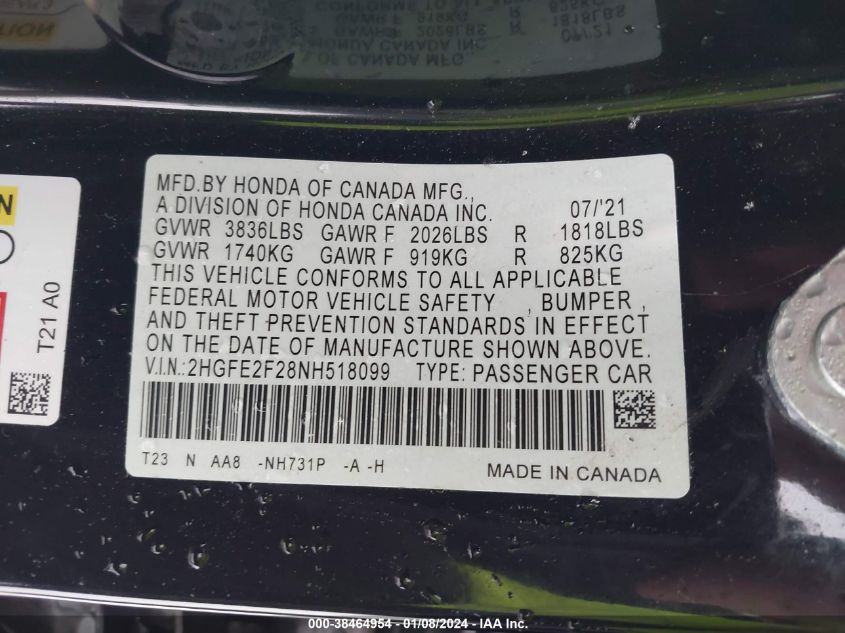 MFD.BY HONDA OF CANADA MFG.,
A DIVISION OF HONDA CANADA INC. 07/'21
GVWR 3836LBS GAWR F 2026LBS R 1818LBS
GVWR 1740KG GAWR F 919KG R 825KG
THIS VEHICLE CONFORMS TO ALL APPLICABLE
FEDERAL MOTOR VEHICLE SAFETY , BUMPER ,
AND THEFT PREVENTION STANDARDS IN EFFECT
ON THE DATE OF MANUFACTURE SHOWN ABOVE.
V.I.N.:2HGFE2F28NH518099 TYPE: PASSENGER CAR
T23 N AA8 -NH731P -A -H MADE IN CANADA
T21 A0
000-38464954 - 01/08/2024 - IAA Inc.